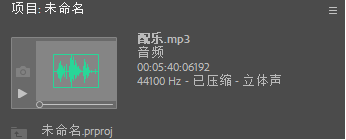 项目: 未命名
配乐.mp3
音频
00:05:40:06192
44100 Hz - 已压缩 - 立体声
未命名.prproj